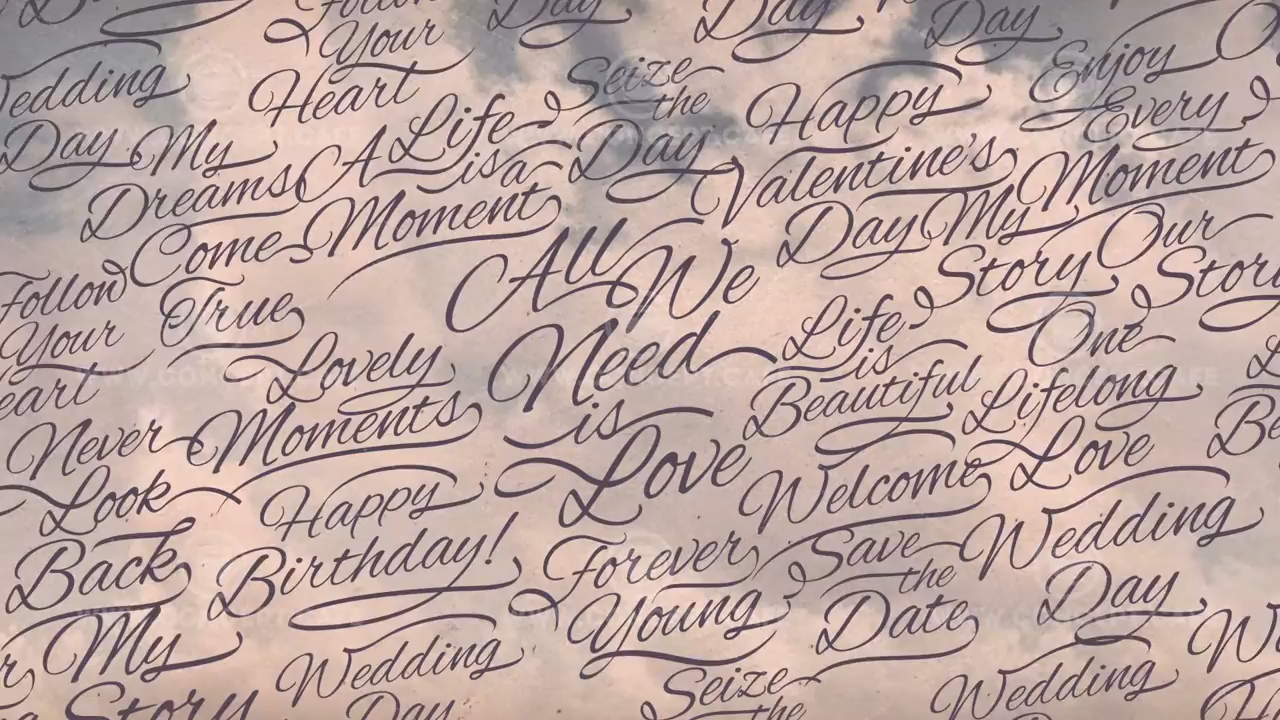 Follow
Your
Heart
Day
Day
Day
Wedding
Day
My
Dreams
Come
True
A Life
is a
Moment
Seize
the
Day
Happy
Valentine's
Day
Enjoy
Every
Moment
My
Story
Our
Story
Follow
Your
Heart
All
We
Need
is
Love
Lovely
Moments
Life
is
Beautiful
One
Lifelong
Love
Never
Look
Back
Happy
Birthday!
Forever
Young
Welcome
Save
the
Date
Wedding
Day
My
Story
Wedding
Day
Seize
the
Wedding